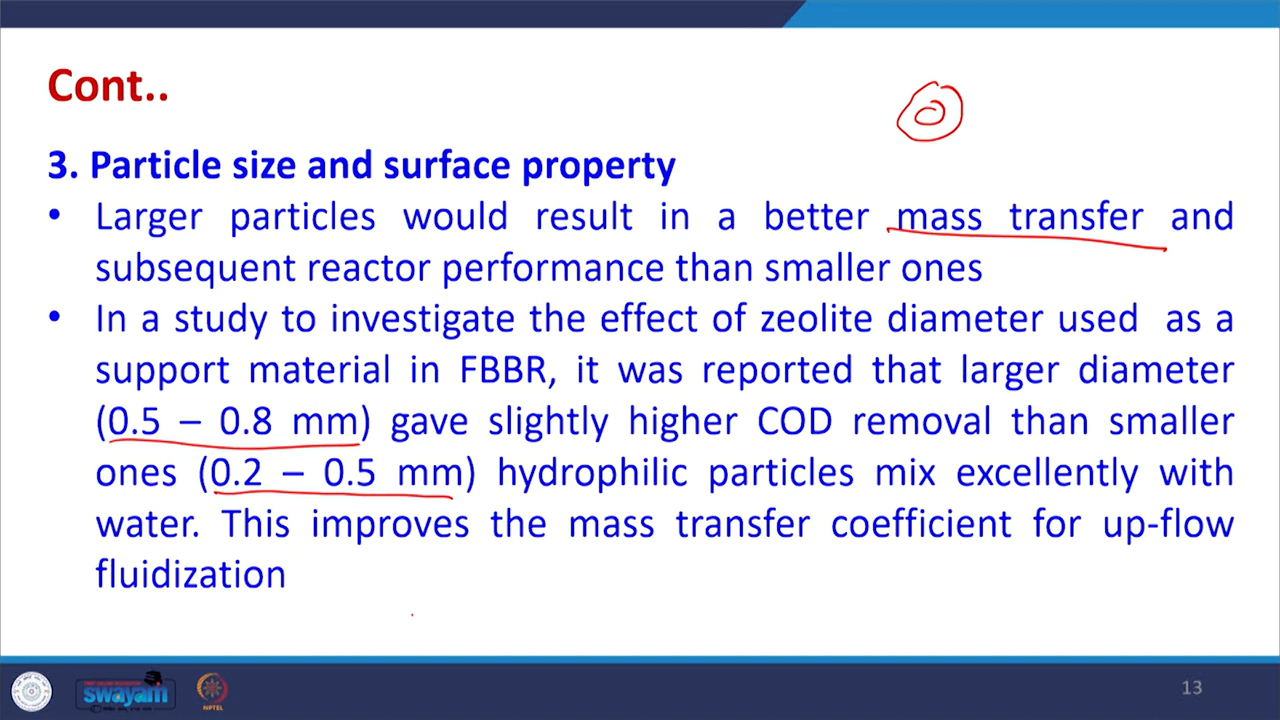 Cont..
3. Particle size and surface property
• Larger particles would result in a better mass transfer and
subsequent reactor performance than smaller ones
• In a study to investigate the effect of zeolite diameter used as a
support material in FBBR, it was reported that larger diameter
(0.5 – 0.8 mm) gave slightly higher COD removal than smaller
ones (0.2 – 0.5 mm) hydrophilic particles mix excellently with
water. This improves the mass transfer coefficient for up-flow
fluidization
swayam
NPTEL
13